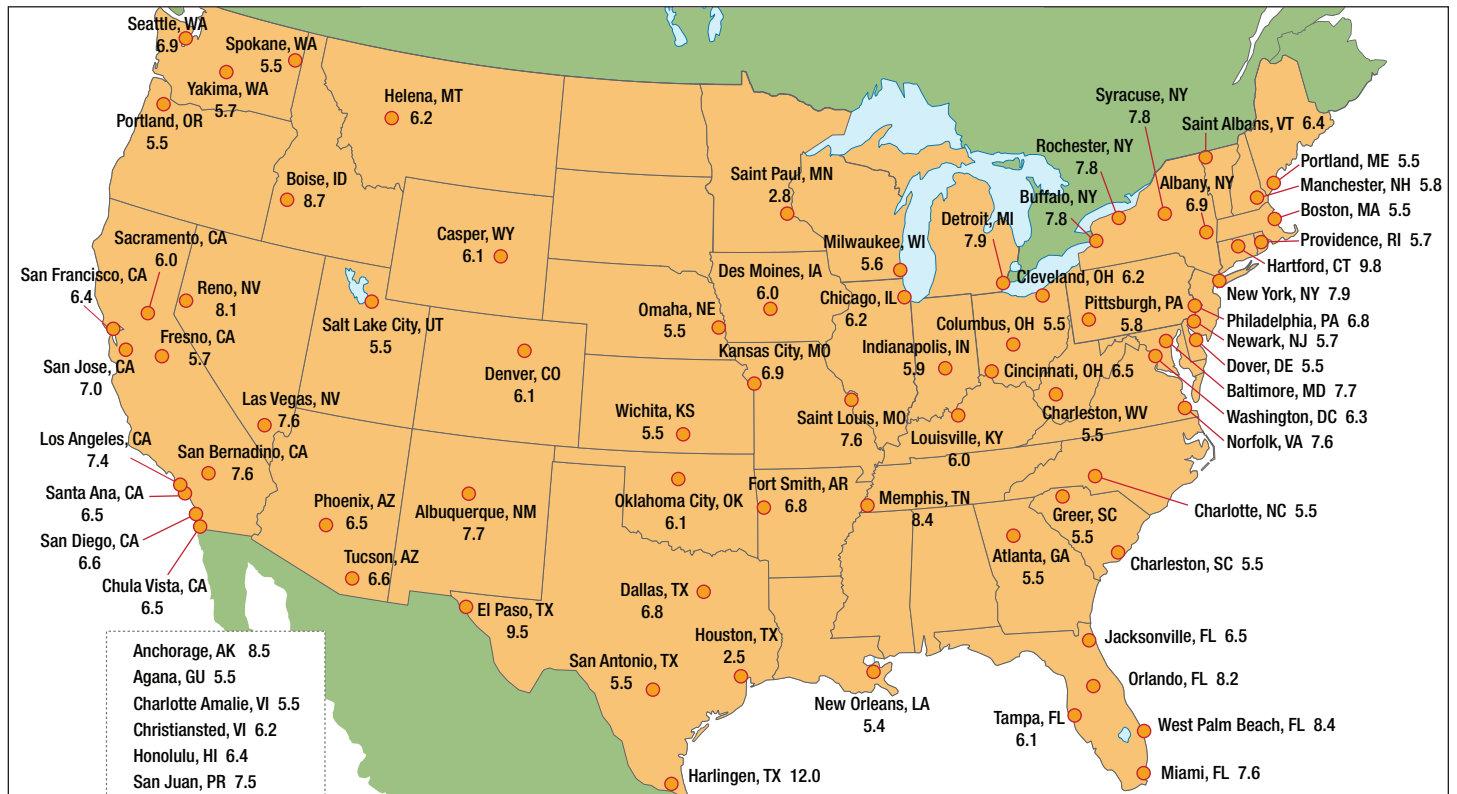 Seattle, WA
6.9
Spokane, WA
5.5
Yakima, WA
5.7
Portland, OR
5.5
Helena, MT
6.2
Boise, ID
8.7
Casper, WY
6.1
Saint Paul, MN
2.8
Syracuse, NY
7.8
Rochester, NY
7.8
Buffalo, NY
7.8
Albany, NY
6.9
Saint Albans, VT 6.4
Portland, ME 5.5
Manchester, NH 5.8
Boston, MA 5.5
Providence, RI 5.7
Hartford, CT 9.8
New York, NY 7.9
Philadelphia, PA 6.8
Newark, NJ 5.7
Dover, DE 5.5
Baltimore, MD 7.7
Washington, DC 6.3
Norfolk, VA 7.6
Detroit, MI
7.9
Milwaukee, WI
5.6
Cleveland, OH 6.2
Pittsburgh, PA
5.8
Chicago, IL
6.2
Columbus, OH 5.5
Indianapolis, IN
5.9
Cincinnati, OH 6.5
Charleston, WV
5.5
Louisville, KY
6.0
Des Moines, IA
6.0
Omaha, NE
5.5
Kansas City, MO
6.9
Saint Louis, MO
7.6
Wichita, KS
5.5
Denver, CO
6.1
Salt Lake City, UT
5.5
Sacramento, CA
6.0
San Francisco, CA
6.4
Reno, NV
8.1
Fresno, CA
5.7
San Jose, CA
7.0
Las Vegas, NV
7.6
Los Angeles, CA
7.4
San Bernadino, CA
7.6
Santa Ana, CA
6.5
San Diego, CA
6.6
Chula Vista, CA
6.5
Phoenix, AZ
6.5
Tucson, AZ
6.6
Albuquerque, NM
7.7
El Paso, TX
9.5
Oklahoma City, OK
6.1
Fort Smith, AR
6.8
Memphis, TN
8.4
Dallas, TX
6.8
Houston, TX
2.5
San Antonio, TX
5.5
Harlingen, TX 12.0
New Orleans, LA
5.4
Greer, SC
5.5
Atlanta, GA
5.5
Charlotte, NC 5.5
Charleston, SC 5.5
Jacksonville, FL 6.5
Orlando, FL 8.2
Tampa, FL
6.1
West Palm Beach, FL 8.4
Miami, FL 7.6
Anchorage, AK 8.5
Agana, GU 5.5
Charlotte Amalie, VI 5.5
Christiansted, VI 6.2
Honolulu, HI 6.4
San Juan, PR 7.5